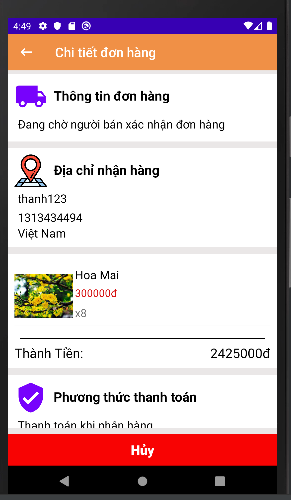 4:49
Chi tiết đơn hàng
Thông tin đơn hàng
Đang chờ người bán xác nhận đơn hàng
Địa chỉ nhận hàng
thanh123
1313434494
Việt Nam
Hoa Mai
300000đ
x8
Thành Tiền: 2425000đ
Phương thức thanh toán
Thanh toán khi nhận hàng
Hủy